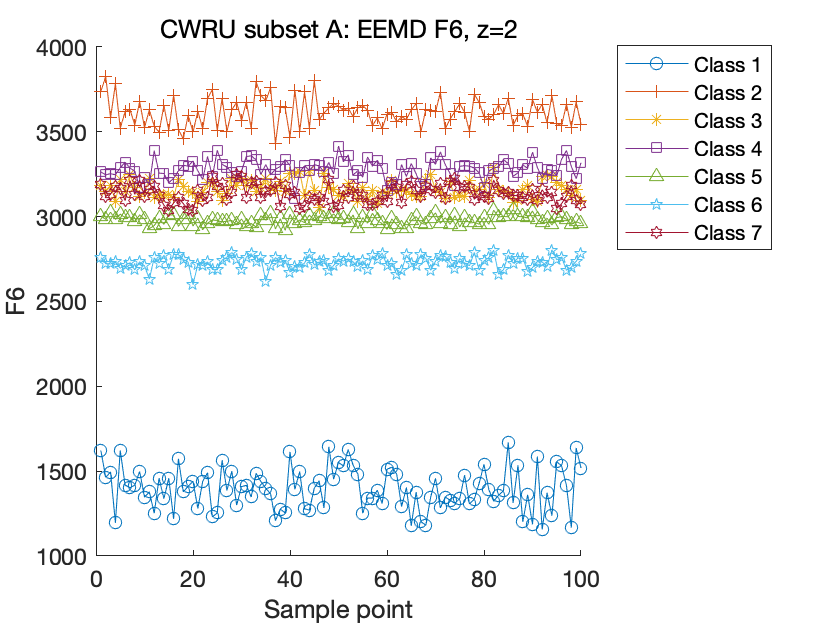 CWRU subset A: EEMD F6, z=2
4000
3500
3000
2500
2000
1500
1000
F6
0
20
40
60
80
100
Sample point
Class 1
Class 2
Class 3
Class 4
Class 5
Class 6
Class 7